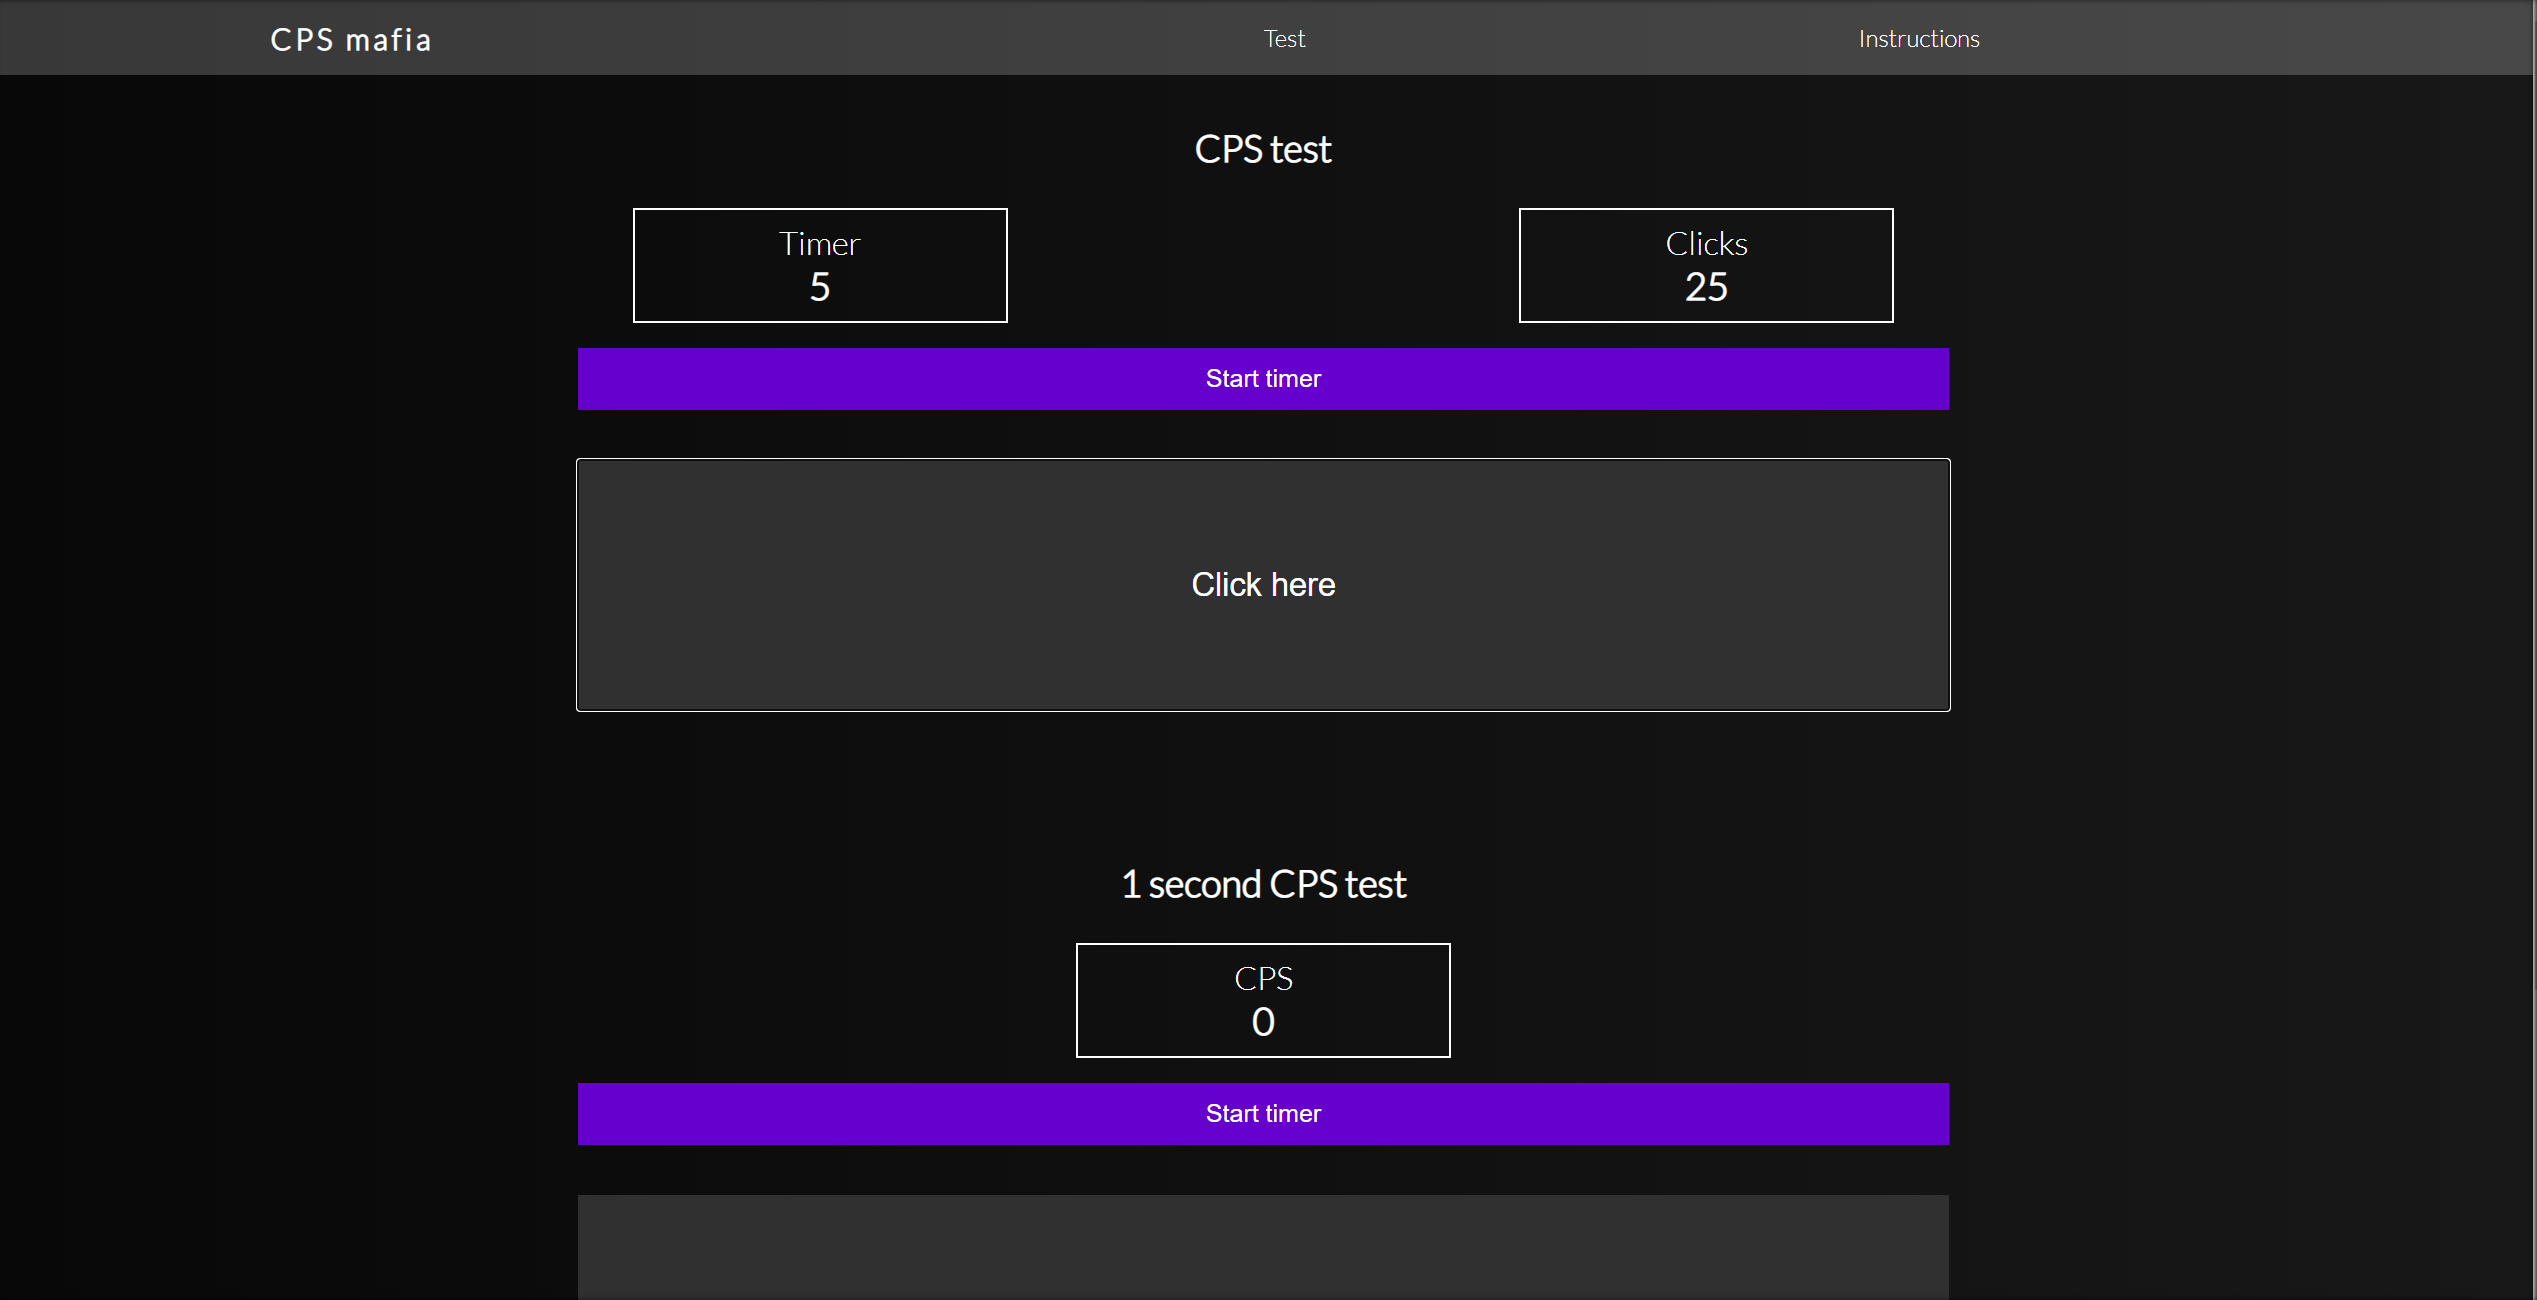 CPS mafia
Test
Instructions
CPS test
Timer
5
Clicks
25
Start timer
Click here
1 second CPS test
CPS
0
Start timer